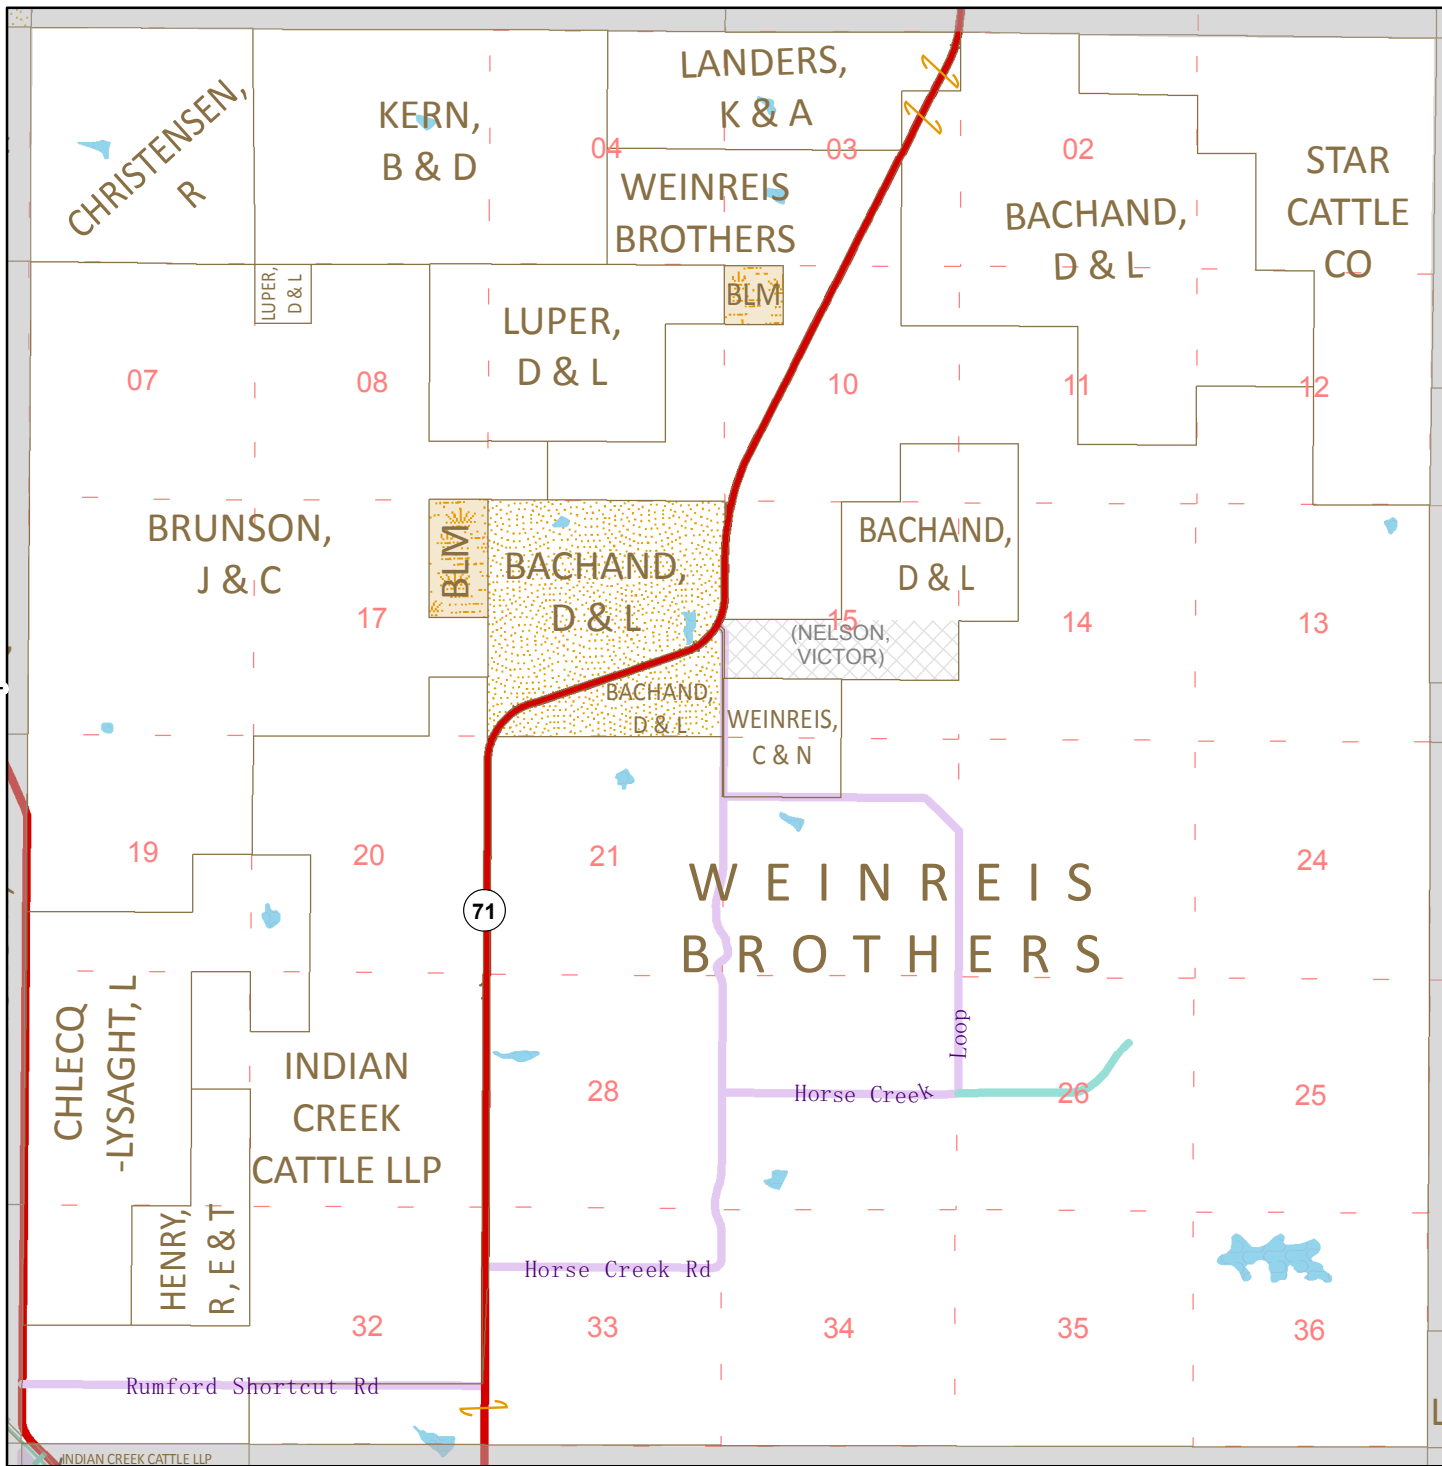 CHRISTENSEN,
R
KERN,
B & D
LANDERS,
K & A
04
03
02
WEINREIS
BROTHERS
BACHAND,
D & L
STAR
CATTLE
CO
LUPER,
D & L
LUPER,
D & L
BLM
07
08
10
11
12
BRUNSON,
J & C
BLM
BACHAND,
D & L
BACHAND,
D & L
17
15
14
13
(NELSON,
VICTOR)
BACHAND,
D & L
WEINREIS,
C & N
19
20
21
24
WEINREIS
BROTHERS
71
CHLECQ
-LYSAGHT, L
INDIAN
CREEK
CATTLE LLP
28
Horse Creek
Loop
26
25
HENRY,
R, E & T
Horse Creek Rd
32
33
34
35
36
Rumford Shortcut Rd
INDIAN CREEK CATTLE LLP
L